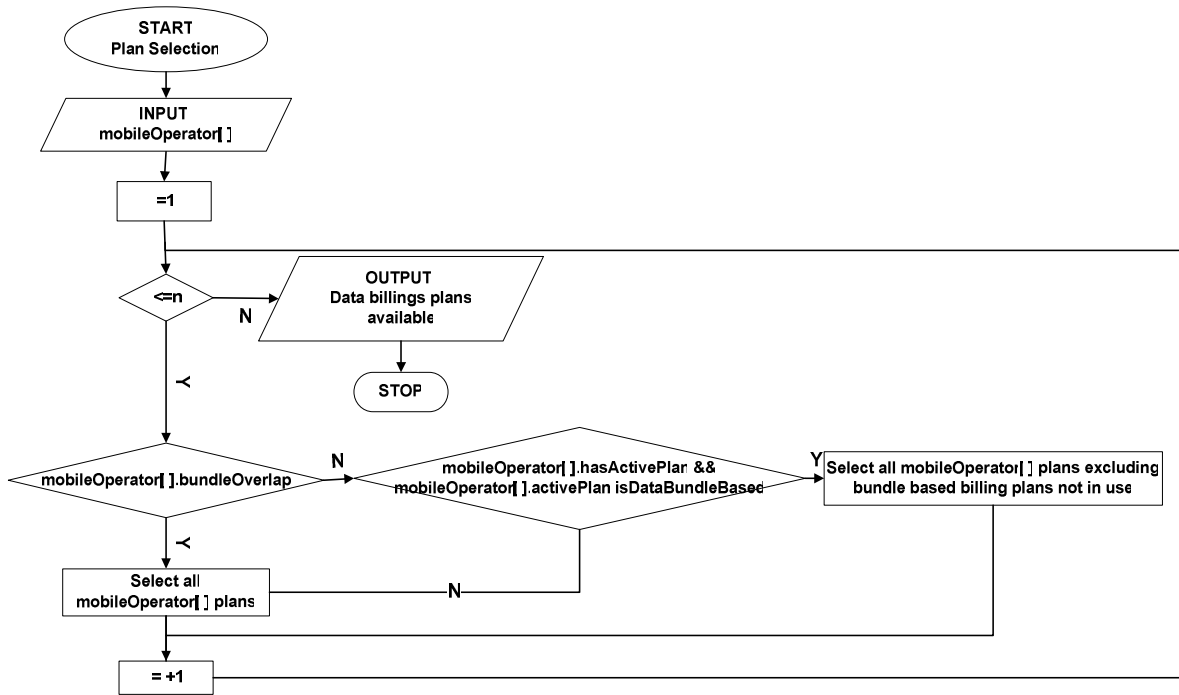 START
Plan Selection
INPUT
mobileOperator[ ]
=1
<=n
N
OUTPUT
Data billings plans
available
STOP
Y
mobileOperator[ ].bundleOverlap
N
mobileOperator[ ].hasActivePlan &&
mobileOperator[ ].activePlan isDataBundleBased
Y
Select all mobileOperator[ ] plans excluding
bundle based billing plans not in use
Y
Select all
mobileOperator[ ] plans
N
= +1